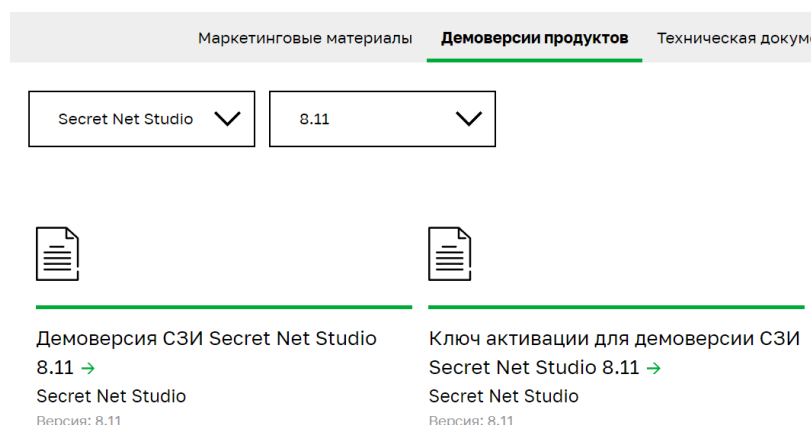 Маркетинговые материалы Демоверсии продуктов Техническая
Secret Net Studio 8.11
Демоверсия СЗИ Secret Net Studio
8.11 →
Secret Net Studio
Версия: 8.11
Ключ активации для демоверсии СЗИ
Secret Net Studio 8.11 →
Secret Net Studio
Версия: 8.11